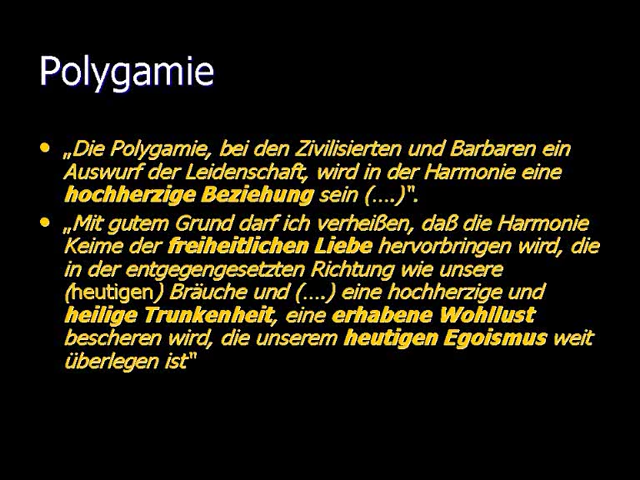 Polygamie
• „Die Polygamie, bei den Zivilisierten und Barbaren ein
Auswurf der Leidenschaft, wird in der Harmonie eine
hochherzige Beziehung sein (….)“.
• „Mit gutem Grund darf ich verheißen, daß die Harmonie
Keime der freiheitlichen Liebe hervorbringen wird, die
in der entgegengesetzten Richtung wie unsere
(heutigen) Bräuche und (….) eine hochherzige und
heilige Trunkenheit, eine erhabene Wohllust
bescheren wird, die unserem heutigen Egoismus weit
überlegen ist“